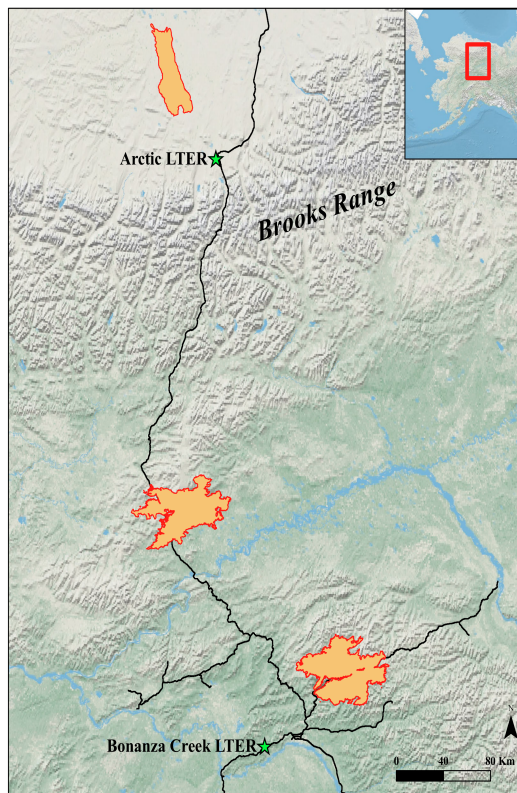 Arctic LTER
Brooks Range
Bonanza Creek LTER
N
0 40 80 Km